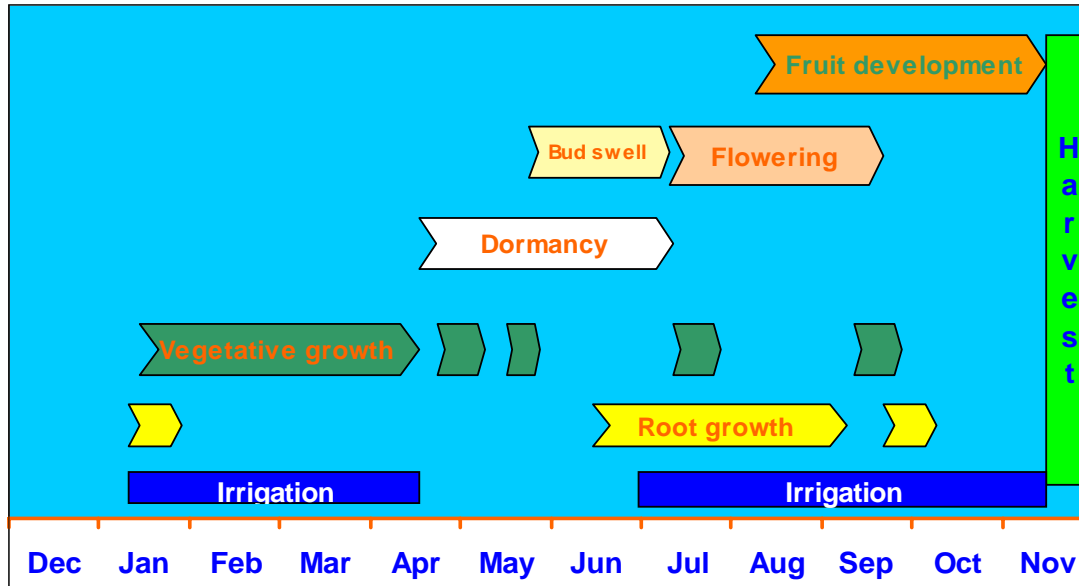 Fruit development
Bud swell
Flowering
Harvest
Dormancy
Vegetative growth
Root growth
Irrigation
Irrigation
Dec Jan Feb Mar Apr May Jun Jul Aug Sep Oct Nov